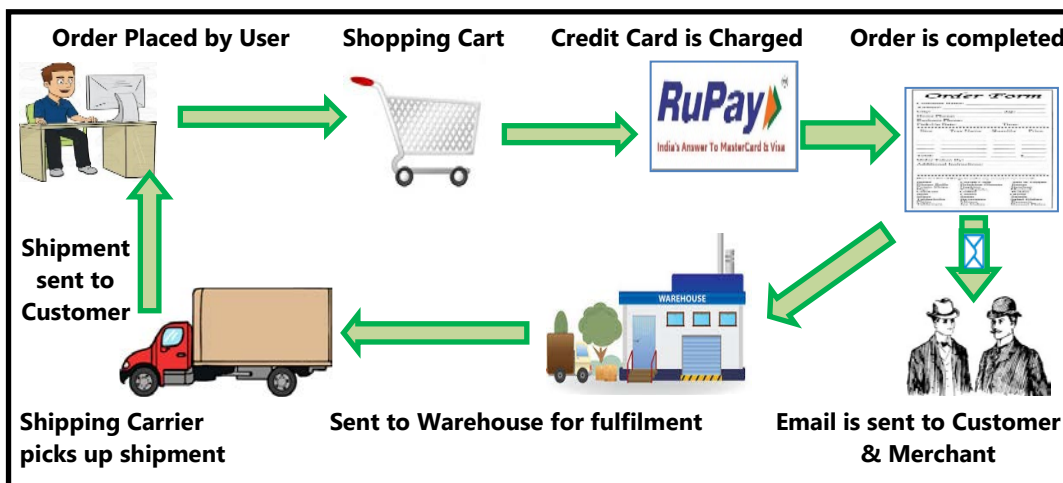 Order Placed by User
Shopping Cart
Credit Card is Charged
Order is completed
RuPay
India's Answer To MasterCard & Visa
Order Form
Shipment
sent to
Customer
WAREHOUSE
Shipping Carrier
picks up shipment
Sent to Warehouse for fulfilment
Email is sent to Customer
& Merchant